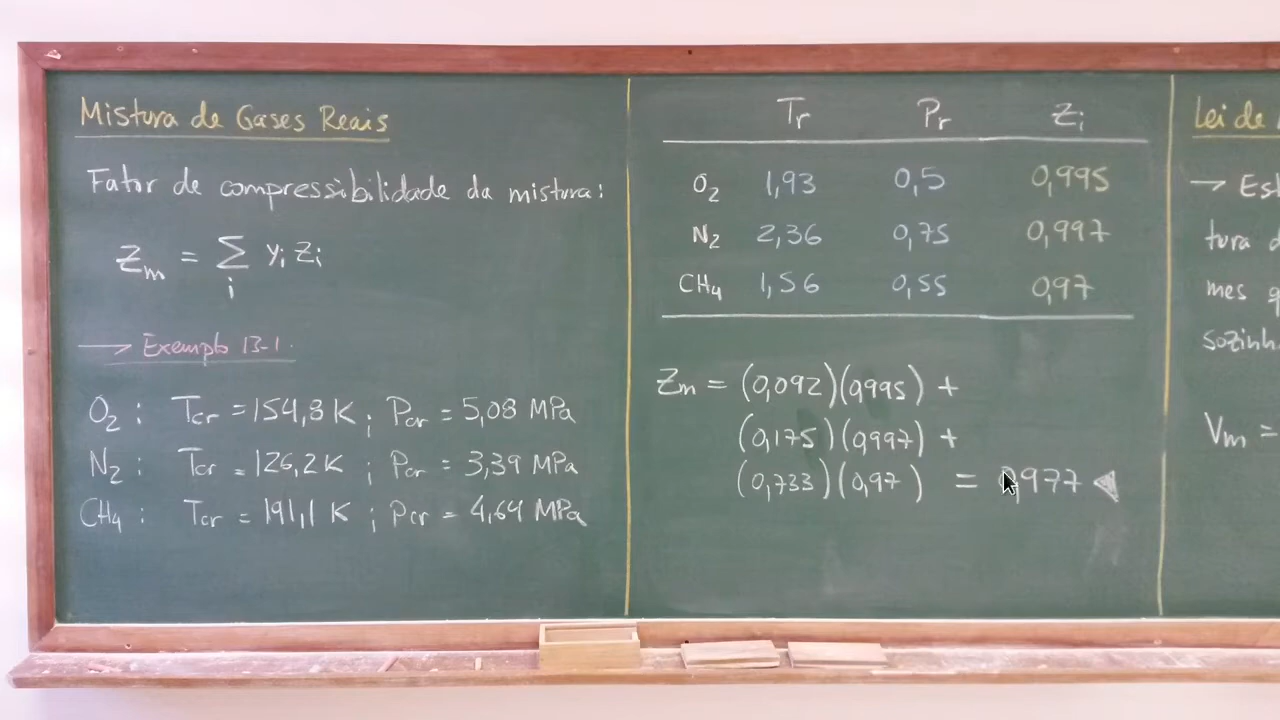 Mistura de Gases Reais
Fator de compressibilidade da mistura:
Zm = Σ yi Zi
i
→ Exemplo 13-1.
O2 : Tcr = 154,8 K ; Pcr = 5,08 MPa
N2 : Tcr = 126,2 K ; Pcr = 3,39 MPa
CH4 : Tcr = 191,1 K ; Pcr = 4,64 MPa
Tr Pr Zi
O2 1,93 0,5 0,995
N2 2,36 0,75 0,997
CH4 1,56 0,55 0,97
Zm = (0,092)(0,995) +
(0,175)(0,997) +
(0,733)(0,97) = 0,977
Lei de
→ Est
tura d
mes q
sozinh
Vm =